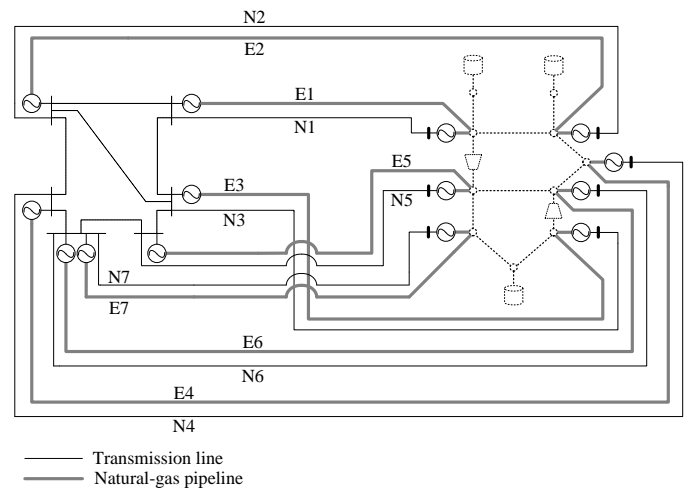 N2
E2
E1
N1
E5
E3
N5
N3
N7
E7
E6
N6
E4
N4
Transmission line
Natural-gas pipeline